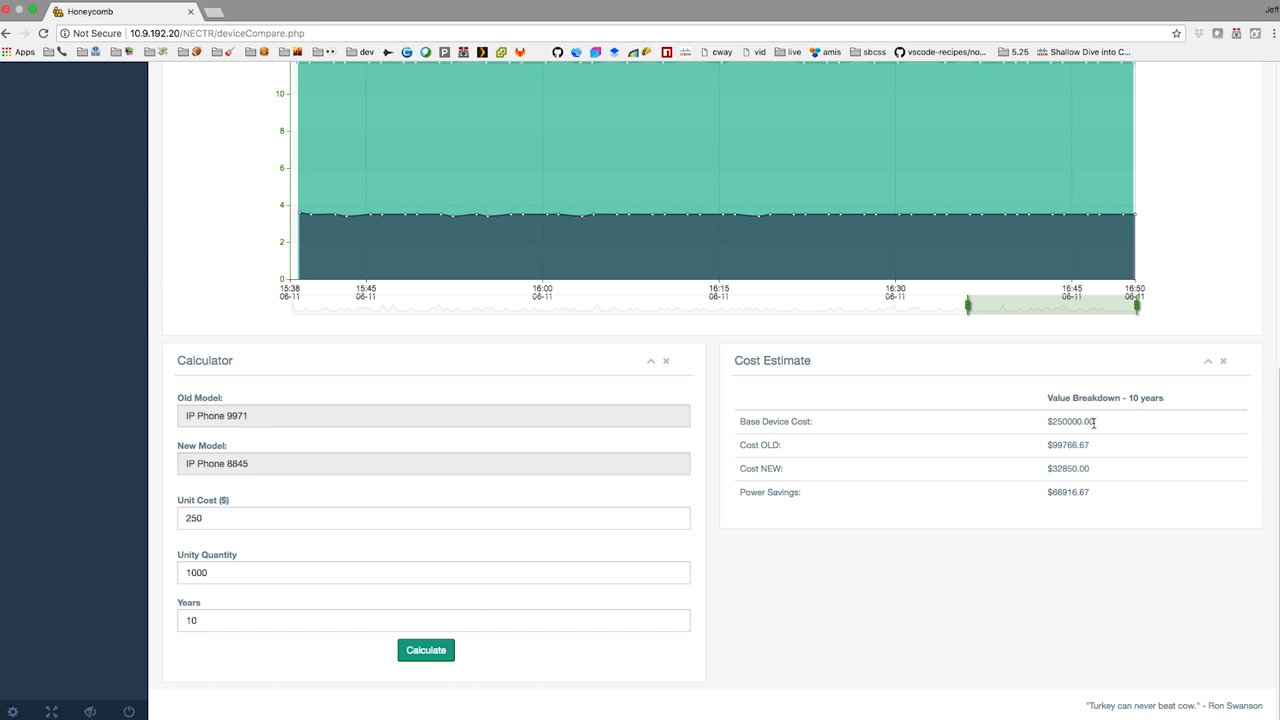 Honeycomb
Jeff
Not Secure | 10.9.192.20/NECTR/deviceCompare.php
Apps
dev
cway
vid
live
amis
sbcss
vscode-recipes/no...
5.25
Shallow Dive into C...
10
8
6
4
2
0
15:38 15:45 16:00 16:15 16:30 16:45 16:50
06-11 06-11 06-11 06-11 06-11 06-11 06-11
Calculator
Old Model:
IP Phone 9971
New Model:
IP Phone 8845
Unit Cost ($)
250
Unity Quantity
1000
Years
10
Calculate
Cost Estimate
Value Breakdown - 10 years
Base Device Cost: $250000.00
Cost OLD: $99766.67
Cost NEW: $32850.00
Power Savings: $66916.67
"Turkey can never beat cow." - Ron Swanson